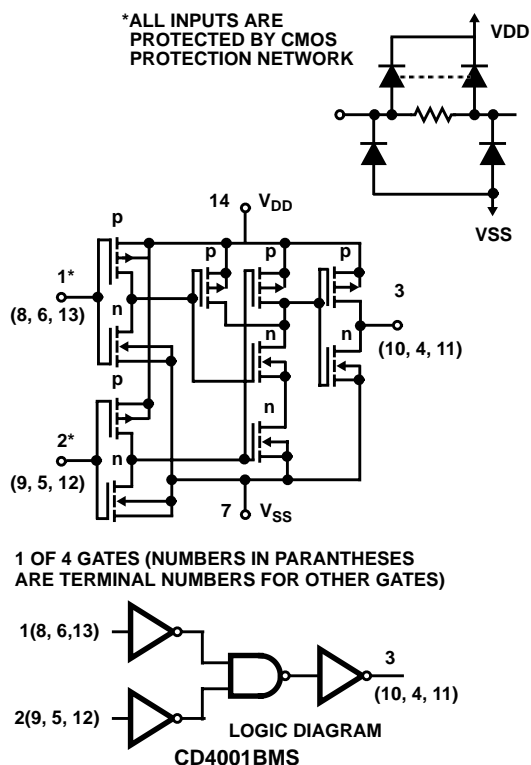 *ALL INPUTS ARE
PROTECTED BY CMOS
PROTECTION NETWORK
VDD
VSS
14 VDD
p
p p p
1*
(8, 6, 13)
n
3
n n
(10, 4, 11)
p
n
2*
n
(9, 5, 12)
7 VSS
1 OF 4 GATES (NUMBERS IN PARANTHESES
ARE TERMINAL NUMBERS FOR OTHER GATES)
1(8, 6,13)
3
(10, 4, 11)
2(9, 5, 12)
LOGIC DIAGRAM
CD4001BMS